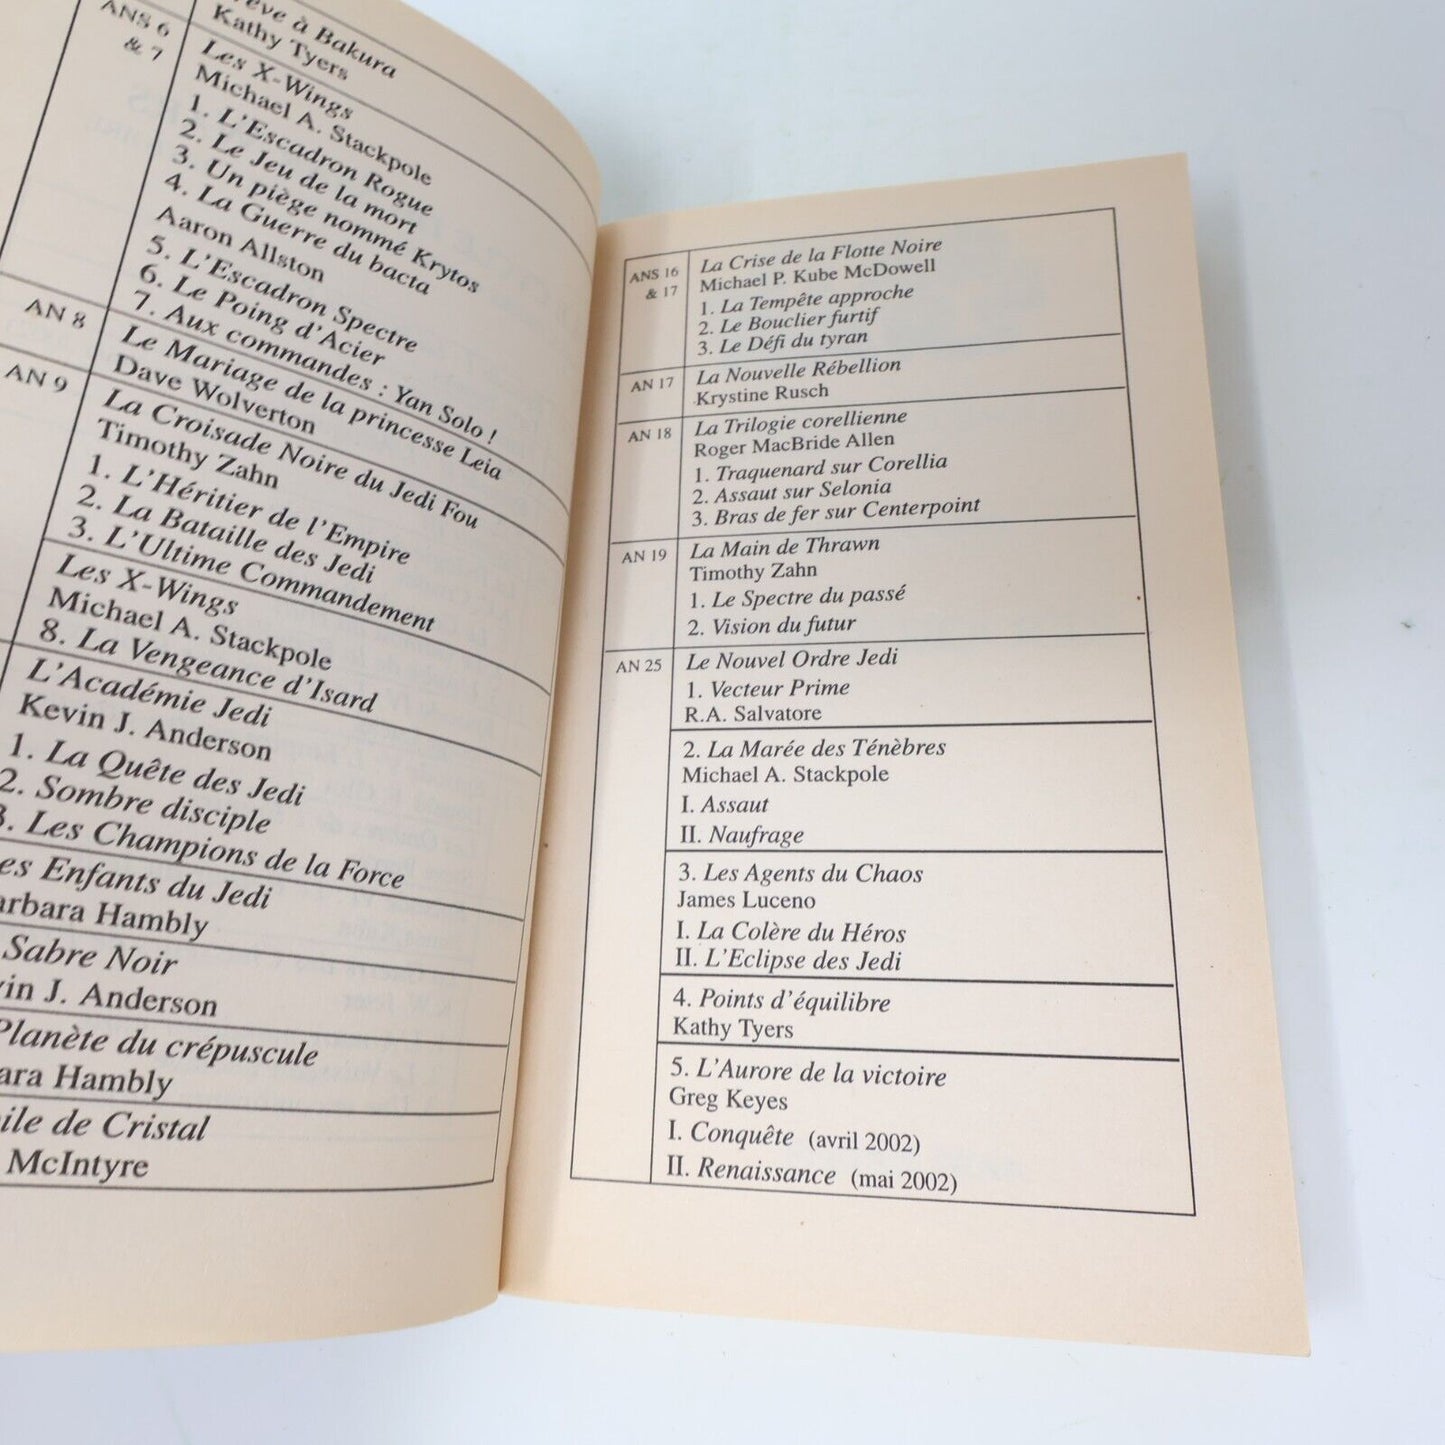 à Bakura
Kathy Tyers
ANS 6
& 7
Les X-Wings
Michael A. Stackpole
1. L'Escadron Rogue
2. Le Jeu de la mort
3. Un piège nommé Krytos
4. La Guerre du bacta
Aaron Allston
5. L'Escadron Spectre
6. Le Poing d'Acier
7. Aux commandes : Yan Solo !
AN 8
Le Mariage de la princesse Leia
Dave Wolverton
AN 9
La Croisade Noire du Jedi Fou
Timothy Zahn
1. L'Héritier de l'Empire
2. La Bataille des Jedi
3. L'Ultime Commandement
Les X-Wings
Michael A. Stackpole
8. La Vengeance d'Isard
L'Académie Jedi
Kevin J. Anderson
1. La Quête des Jedi
2. Sombre disciple
3. Les Champions de la Force
es Enfants du Jedi
arbara Hambly
Sabre Noir
vin J. Anderson
Planète du crépuscule
ara Hambly
ile de Cristal
McIntyre
ANS 16
& 17
La Crise de la Flotte Noire
Michael P. Kube McDowell
1. La Tempête approche
2. Le Bouclier furtif
3. Le Défi du tyran
AN 17
La Nouvelle Rébellion
Krystine Rusch
AN 18
La Trilogie corellienne
Roger MacBride Allen
1. Traquenard sur Corellia
2. Assaut sur Selonia
3. Bras de fer sur Centerpoint
AN 19
La Main de Thrawn
Timothy Zahn
1. Le Spectre du passé
2. Vision du futur
AN 25
Le Nouvel Ordre Jedi
1. Vecteur Prime
R.A. Salvatore
2. La Marée des Ténèbres
Michael A. Stackpole
I. Assaut
II. Naufrage
3. Les Agents du Chaos
James Luceno
I. La Colère du Héros
II. L'Eclipse des Jedi
4. Points d'équilibre
Kathy Tyers
5. L'Aurore de la victoire
Greg Keyes
I. Conquête (avril 2002)
II. Renaissance (mai 2002)